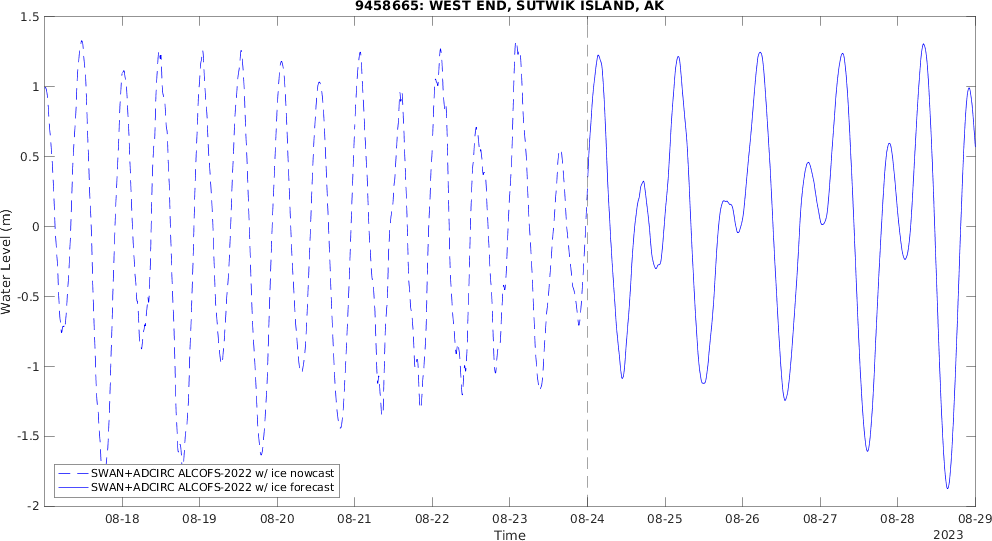 9458665: WEST END, SUTWIK ISLAND, AK
1.5
1
0.5
0
-0.5
-1
-1.5
-2
Water Level (m)
SWAN+ADCIRC ALCOFS-2022 w/ ice nowcast
SWAN+ADCIRC ALCOFS-2022 w/ ice forecast
08-18 08-19 08-20 08-21 08-22 08-23 08-24 08-25 08-26 08-27 08-28 08-29
Time
2023